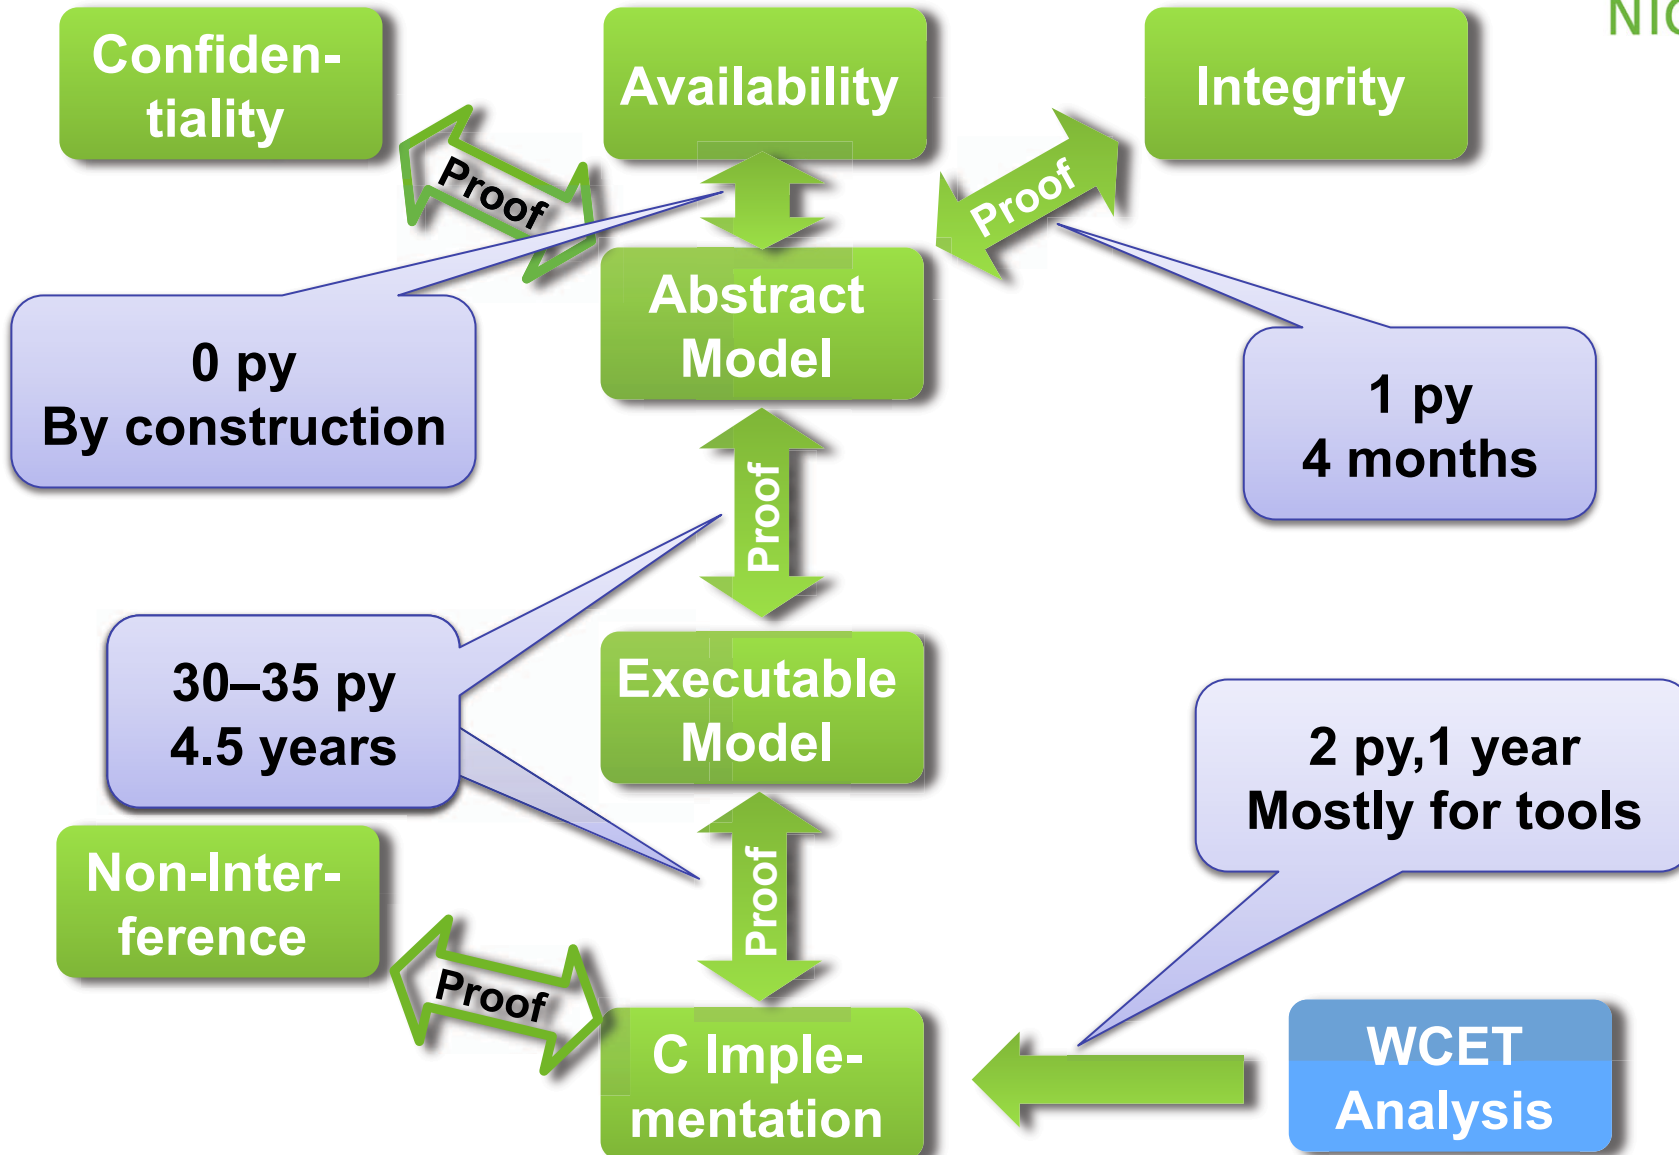 Confiden-
tiality
Availability
Integrity
Proof
Proof
Abstract
Model
0 py
By construction
1 py
4 months
Proof
30–35 py
4.5 years
Executable
Model
2 py,1 year
Mostly for tools
Proof
Non-Inter-
ference
Proof
C Imple-
mentation
WCET
Analysis